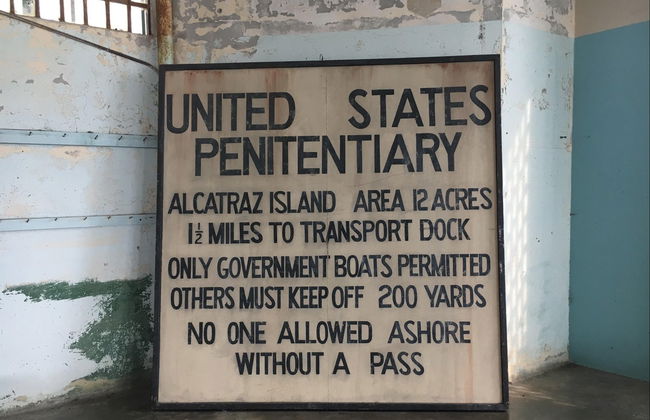 UNITED STATES
PENITENTIARY
ALCATRAZ ISLAND AREA 12 ACRES
1½ MILES TO TRANSPORT DOCK
ONLY GOVERNMENT BOATS PERMITTED
OTHERS MUST KEEP OFF 200 YARDS
NO ONE ALLOWED ASHORE
WITHOUT A PASS